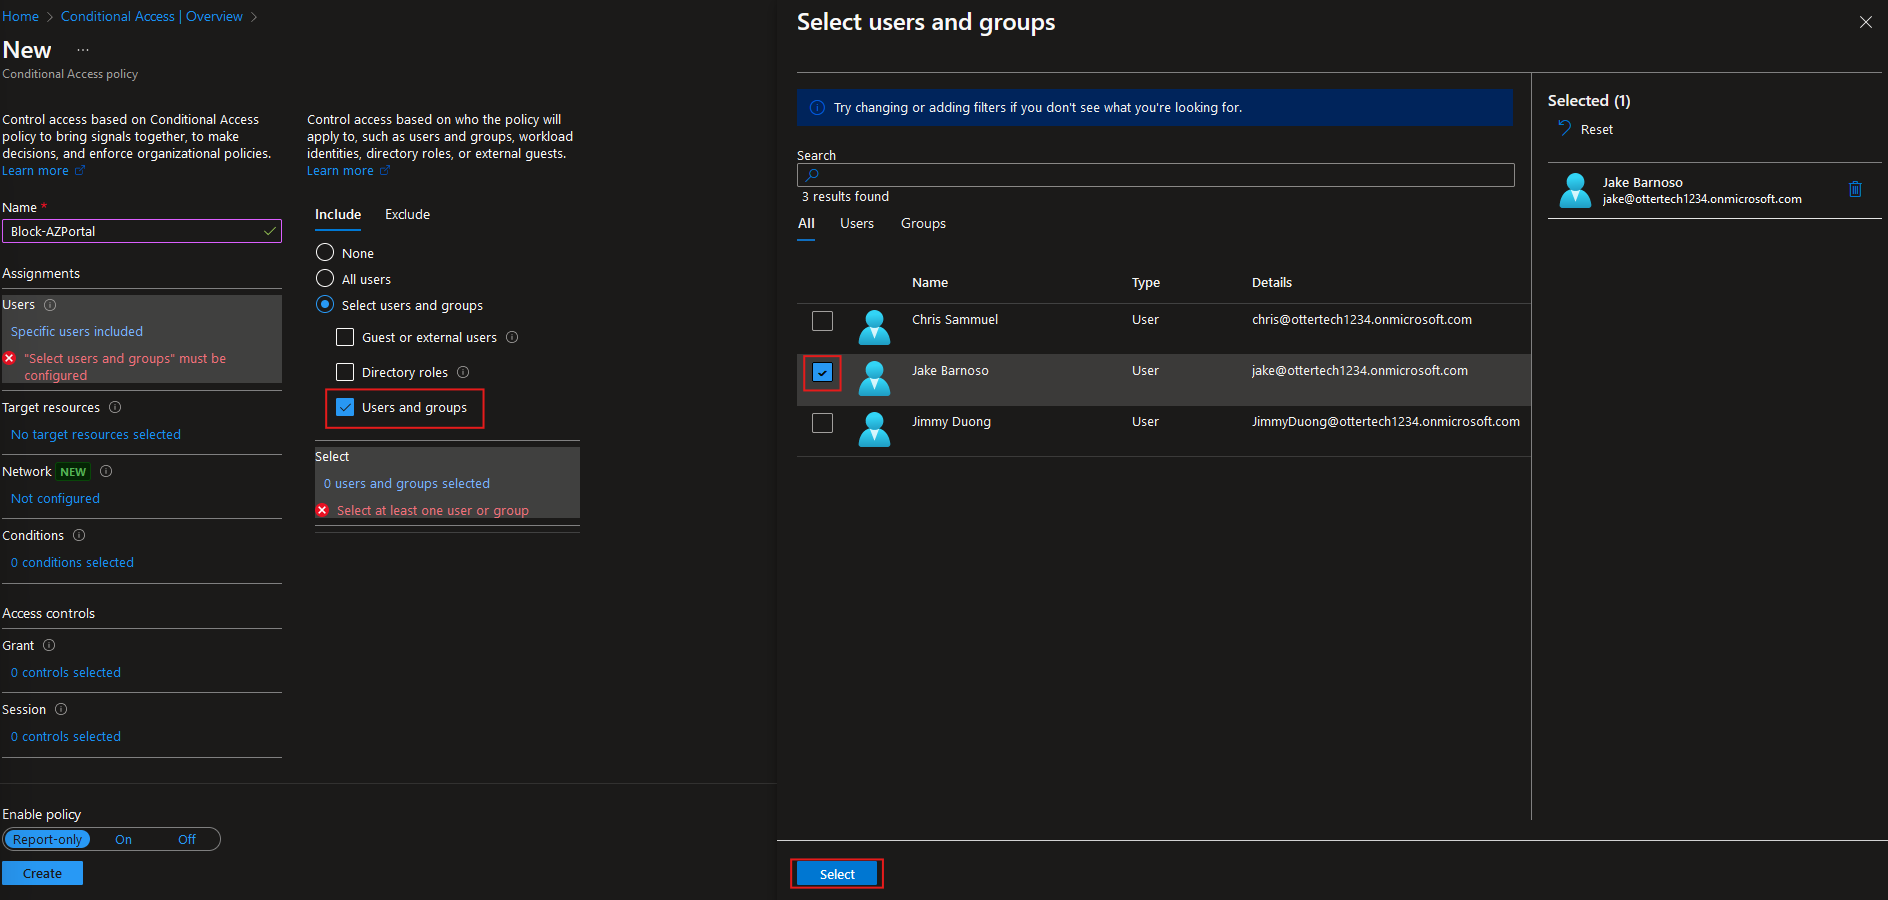 Home > Conditional Access | Overview >
New ...
Conditional Access policy
Control access based on Conditional Access
policy to bring signals together, to make
decisions, and enforce organizational policies.
Learn more
Name *
Block-AZPortal
Assignments
Users
Specific users included
"Select users and groups" must be
configured
Target resources
No target resources selected
Network NEW
Not configured
Conditions
0 conditions selected
Access controls
Grant
0 controls selected
Session
0 controls selected
Enable policy
Report-only On Off
Create
Control access based on who the policy will
apply to, such as users and groups, workload
identities, directory roles, or external guests.
Learn more
Include Exclude
None
All users
Select users and groups
Guest or external users
Directory roles
Users and groups
Select
0 users and groups selected
Select at least one user or group
Select users and groups
Try changing or adding filters if you don't see what you're looking for.
Search
3 results found
All Users Groups
Name Type Details
Chris Sammuel User chris@ottertech1234.onmicrosoft.com
Jake Barnoso User jake@ottertech1234.onmicrosoft.com
Jimmy Duong User JimmyDuong@ottertech1234.onmicrosoft.com
Select
Selected (1)
Reset
Jake Barnoso
jake@ottertech1234.onmicrosoft.com